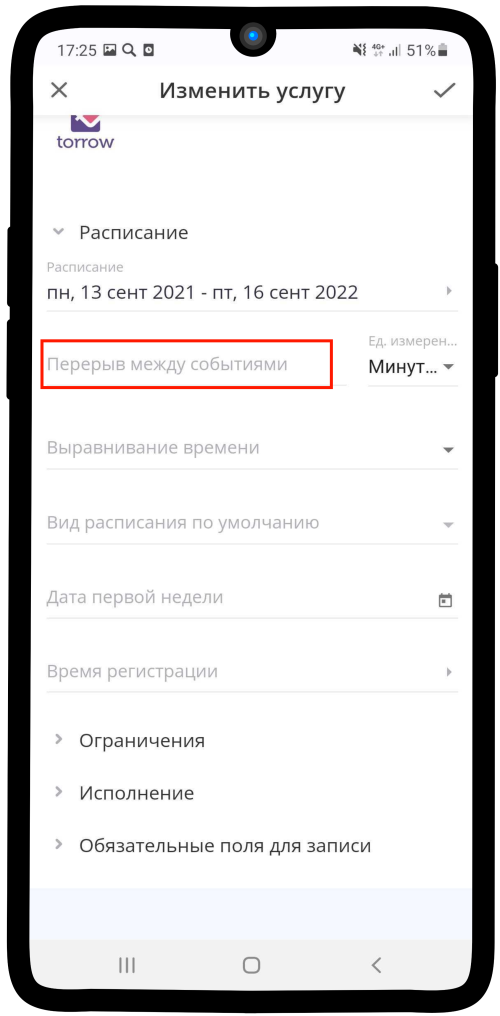 17:25 4G+ 51%
Изменить услугу
torrow
Расписание
Расписание
пн, 13 сент 2021 - пт, 16 сент 2022
Ед. измерен...
Перерыв между событиями
Минут...
Выравнивание времени
Вид расписания по умолчанию
Дата первой недели
Время регистрации
Ограничения
Исполнение
Обязательные поля для записи